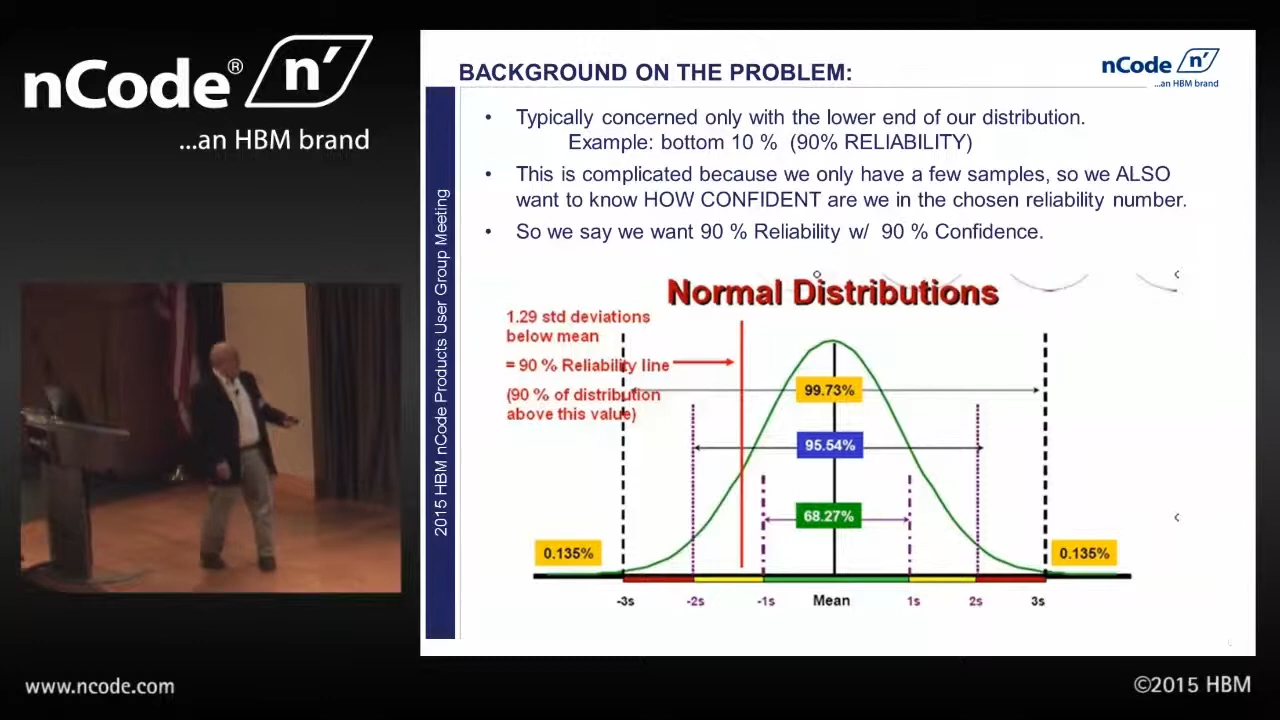 nCode® n'
...an HBM brand
BACKGROUND ON THE PROBLEM:
nCode n'
...an HBM brand
• Typically concerned only with the lower end of our distribution.
Example: bottom 10 % (90% RELIABILITY)
• This is complicated because we only have a few samples, so we ALSO
want to know HOW CONFIDENT are we in the chosen reliability number.
• So we say we want 90 % Reliability w/ 90 % Confidence.
2015 HBM nCode Products User Group Meeting
Normal Distributions
1.29 std deviations
below mean
= 90 % Reliability line
(90 % of distribution
above this value)
99.73%
95.54%
68.27%
0.135%
0.135%
-3s -2s -1s Mean 1s 2s 3s
www.ncode.com
©2015 HBM